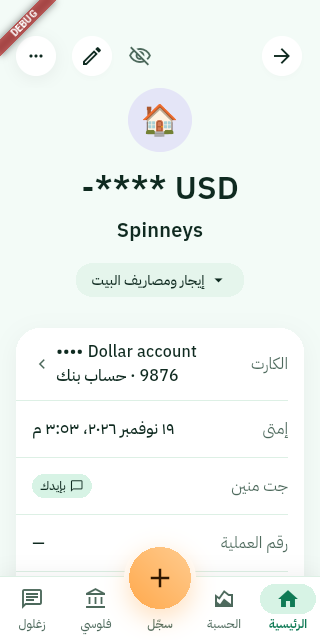 DEBUG
-**** USD
Spinneys
إيجار ومصاريف البيت
الكارت
•••• Dollar account
9876 · حساب بنك
إمتى
١٩ نوفمبر ٢٠٢٦، ٣:٥٣ م
جت منين
بإيدك
رقم العملية
—
الرئيسية
الحسبة
سجّل
فلوسي
زغلول